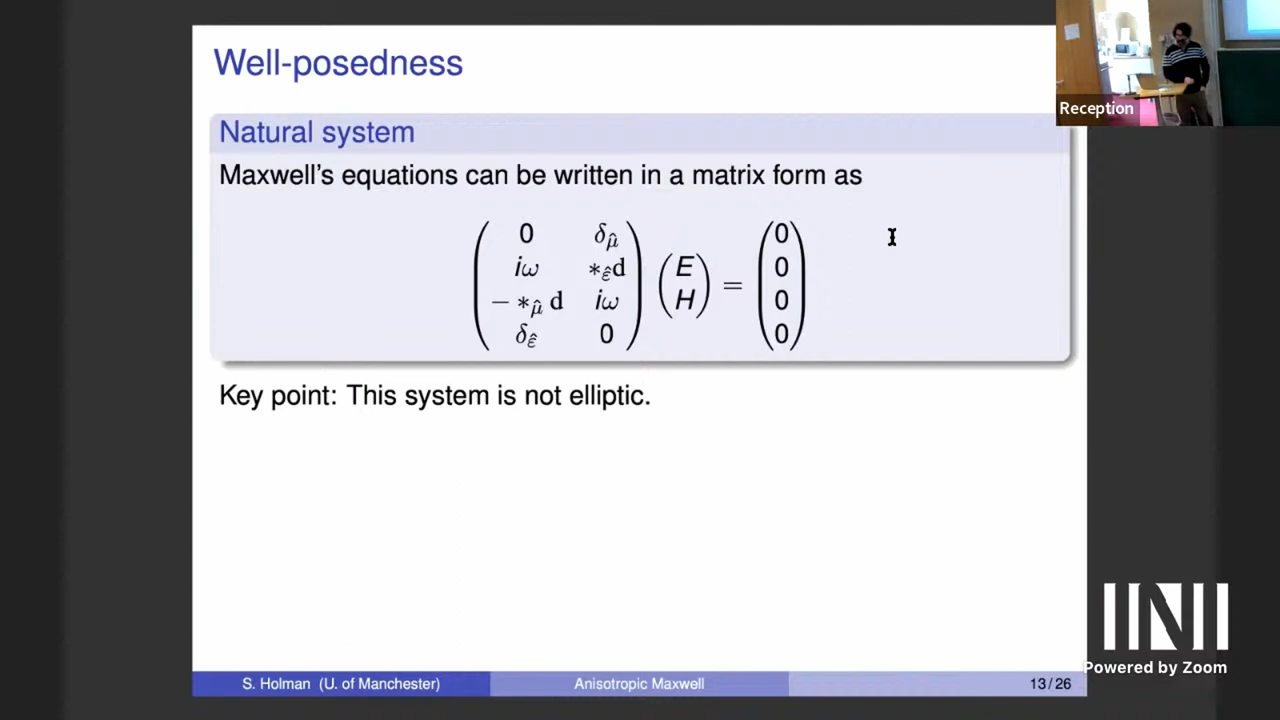 Well-posedness
Natural system
Maxwell's equations can be written in a matrix form as
0 δ_μ̂
iω *_ε̂ d
− *_μ̂ d iω
δ_ε̂ 0
E
H
=
0
0
0
0
Key point: This system is not elliptic.
S. Holman (U. of Manchester) Anisotropic Maxwell 13 / 26
Reception
Powered by Zoom